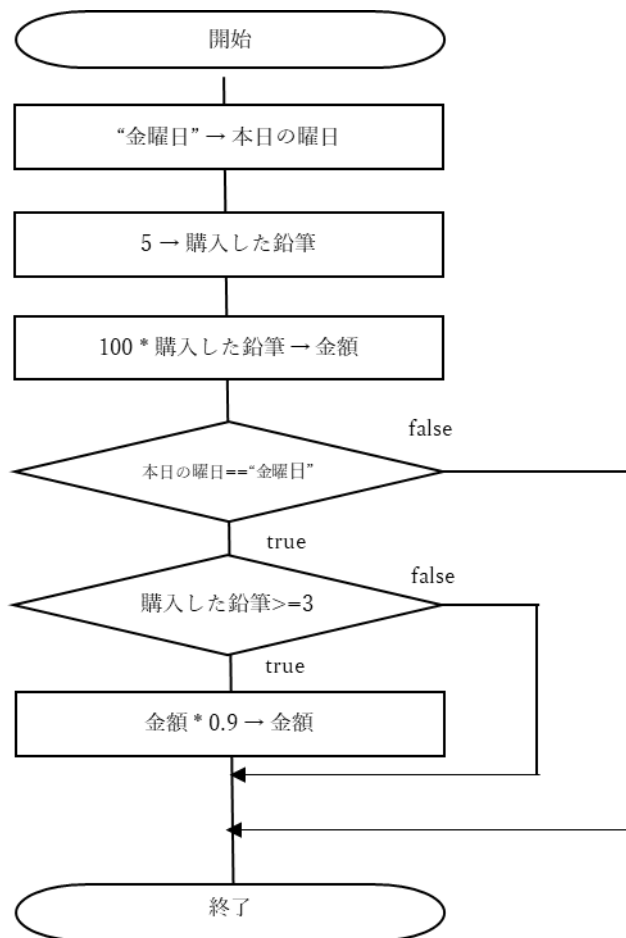 開始
“金曜日” → 本日の曜日
5 → 購入した鉛筆
100 * 購入した鉛筆 → 金額
false
本日の曜日==“金曜日”
true
false
購入した鉛筆>=3
true
金額 * 0.9 → 金額
終了